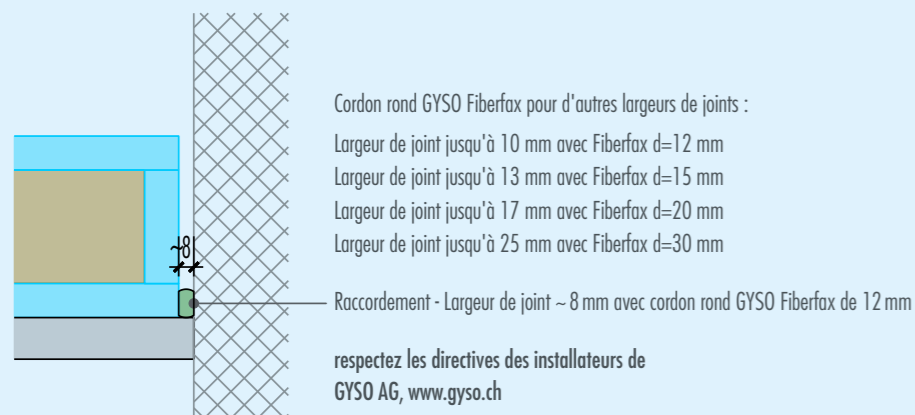 Cordon rond GYSO Fiberfax pour d'autres largeurs de joints :
Largeur de joint jusqu'à 10 mm avec Fiberfax d=12 mm
Largeur de joint jusqu'à 13 mm avec Fiberfax d=15 mm
Largeur de joint jusqu'à 17 mm avec Fiberfax d=20 mm
Largeur de joint jusqu'à 25 mm avec Fiberfax d=30 mm
~8
Raccordement - Largeur de joint ~ 8 mm avec cordon rond GYSO Fiberfax de 12 mm
respectez les directives des installateurs de
GYSO AG, www.gyso.ch